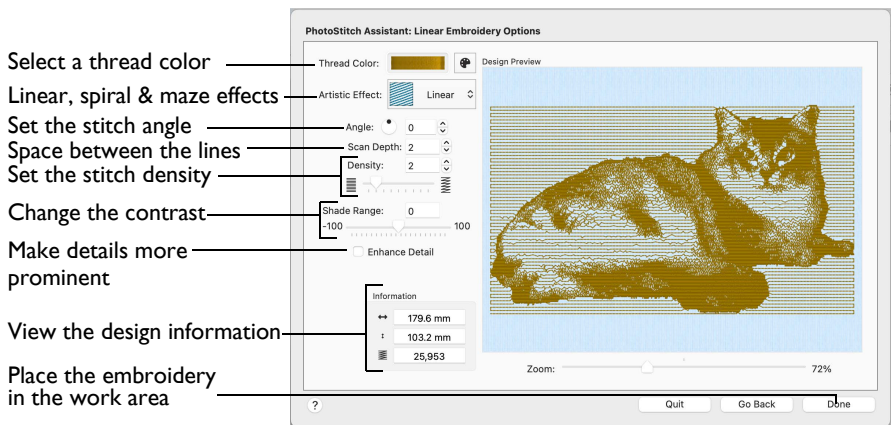 PhotoStitch Assistant: Linear Embroidery Options
Select a thread color
Thread Color:
Design Preview
Linear, spiral & maze effects
Artistic Effect:
Linear
Set the stitch angle
Angle:
0
Space between the lines
Scan Depth:
2
Set the stitch density
Density:
2
Change the contrast
Shade Range:
0
-100
100
Make details more
prominent
Enhance Detail
Information
View the design information
179.6 mm
103.2 mm
25,953
Zoom:
72%
Place the embroidery
in the work area
?
Quit
Go Back
Done